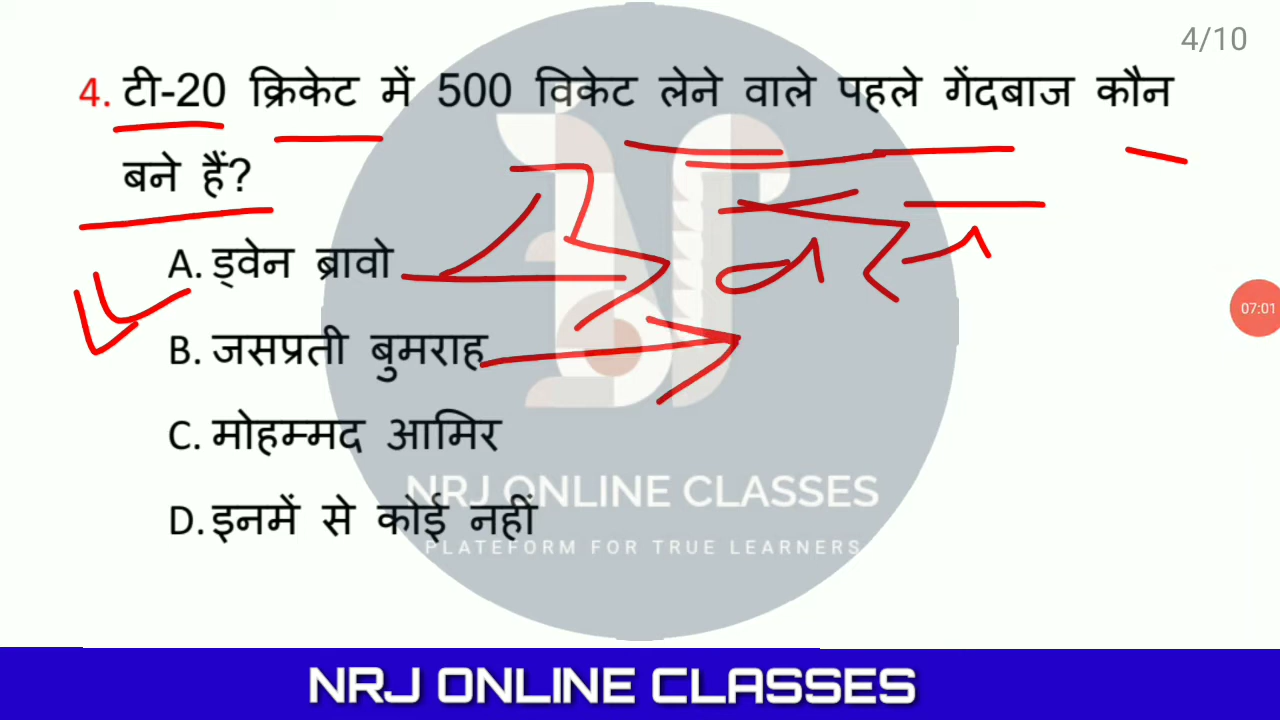 4/10
4. टी-20 क्रिकेट में 500 विकेट लेने वाले पहले गेंदबाज कौन
बने हैं?
A. ड्वेन ब्रावो
B. जसप्रती बुमराह
C. मोहम्मद आमिर
D. इनमें से कोई नहीं
07:01
NRJ ONLINE CLASSES
PLATEFORM FOR TRUE LEARNERS
NRJ ONLINE CLASSES